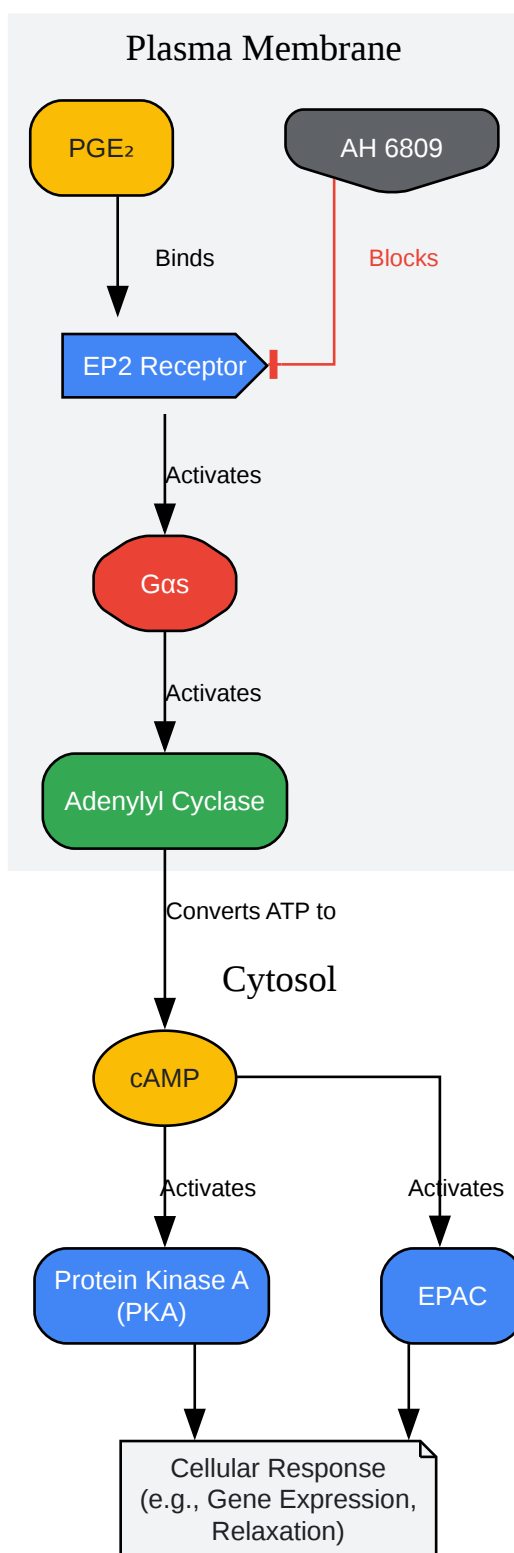 Plasma Membrane
PGE₂
AH 6809
Binds
Blocks
EP2 Receptor
Activates
Gαs
Activates
Adenylyl Cyclase
Converts ATP to
Cytosol
cAMP
Activates
Activates
Protein Kinase A
(PKA)
EPAC
Cellular Response
(e.g., Gene Expression,
Relaxation)